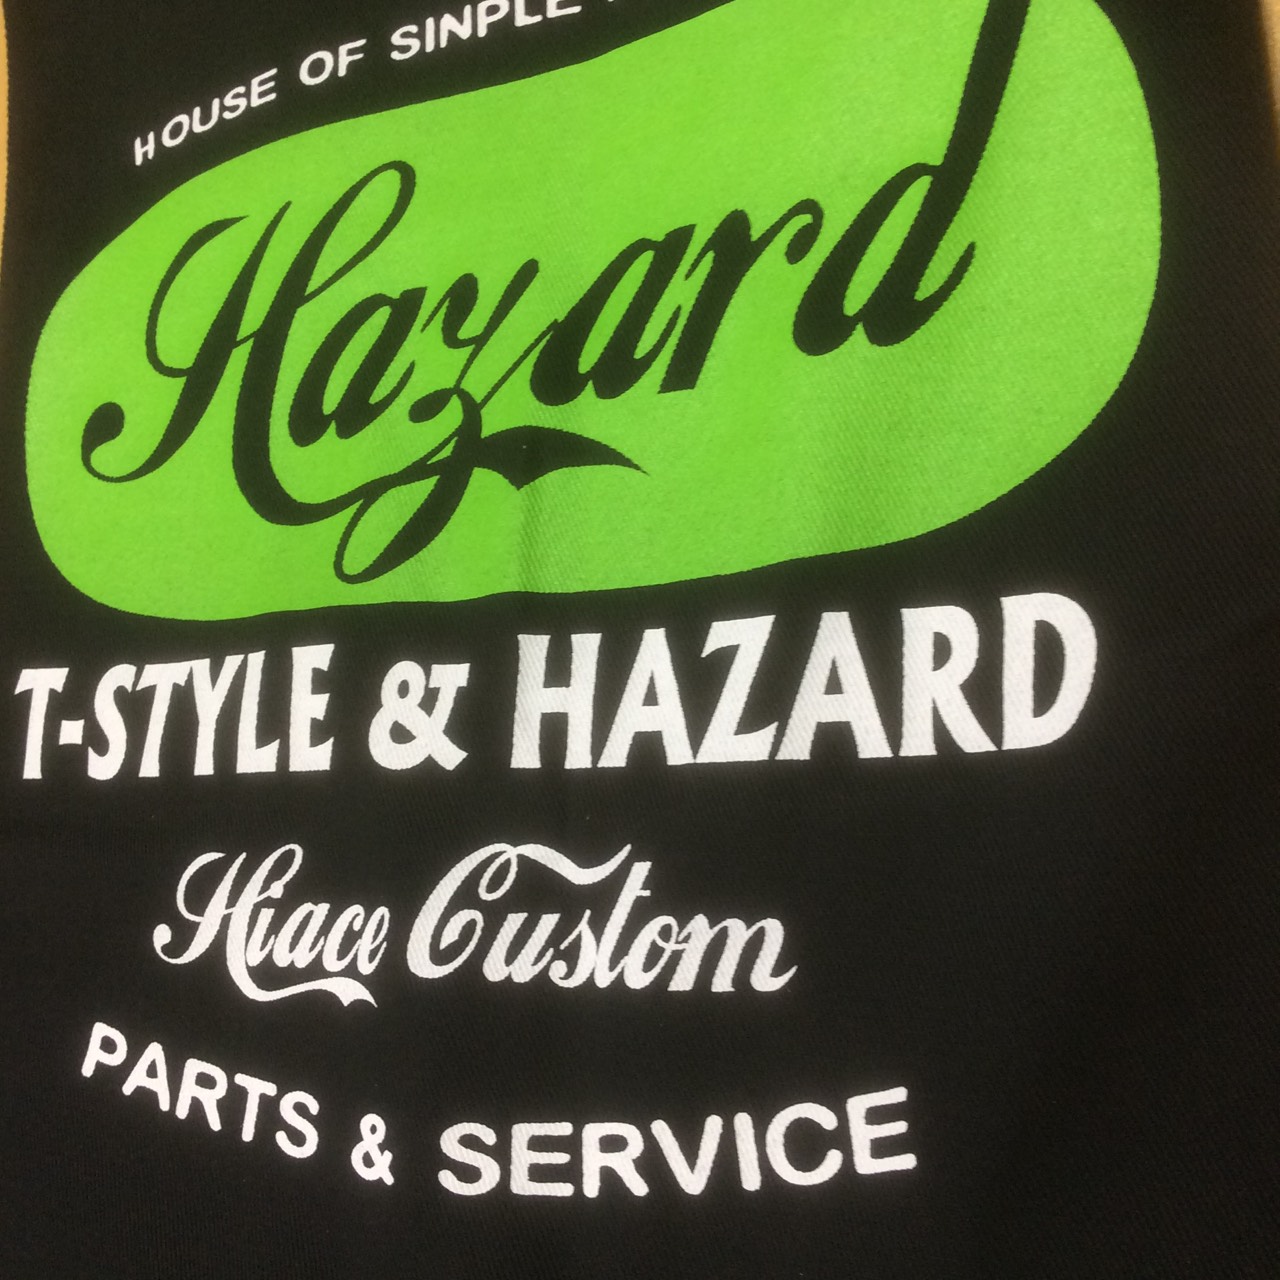 HOUSE OF SINPLE
Hazard
T-STYLE & HAZARD
Hiace Custom
PARTS & SERVICE